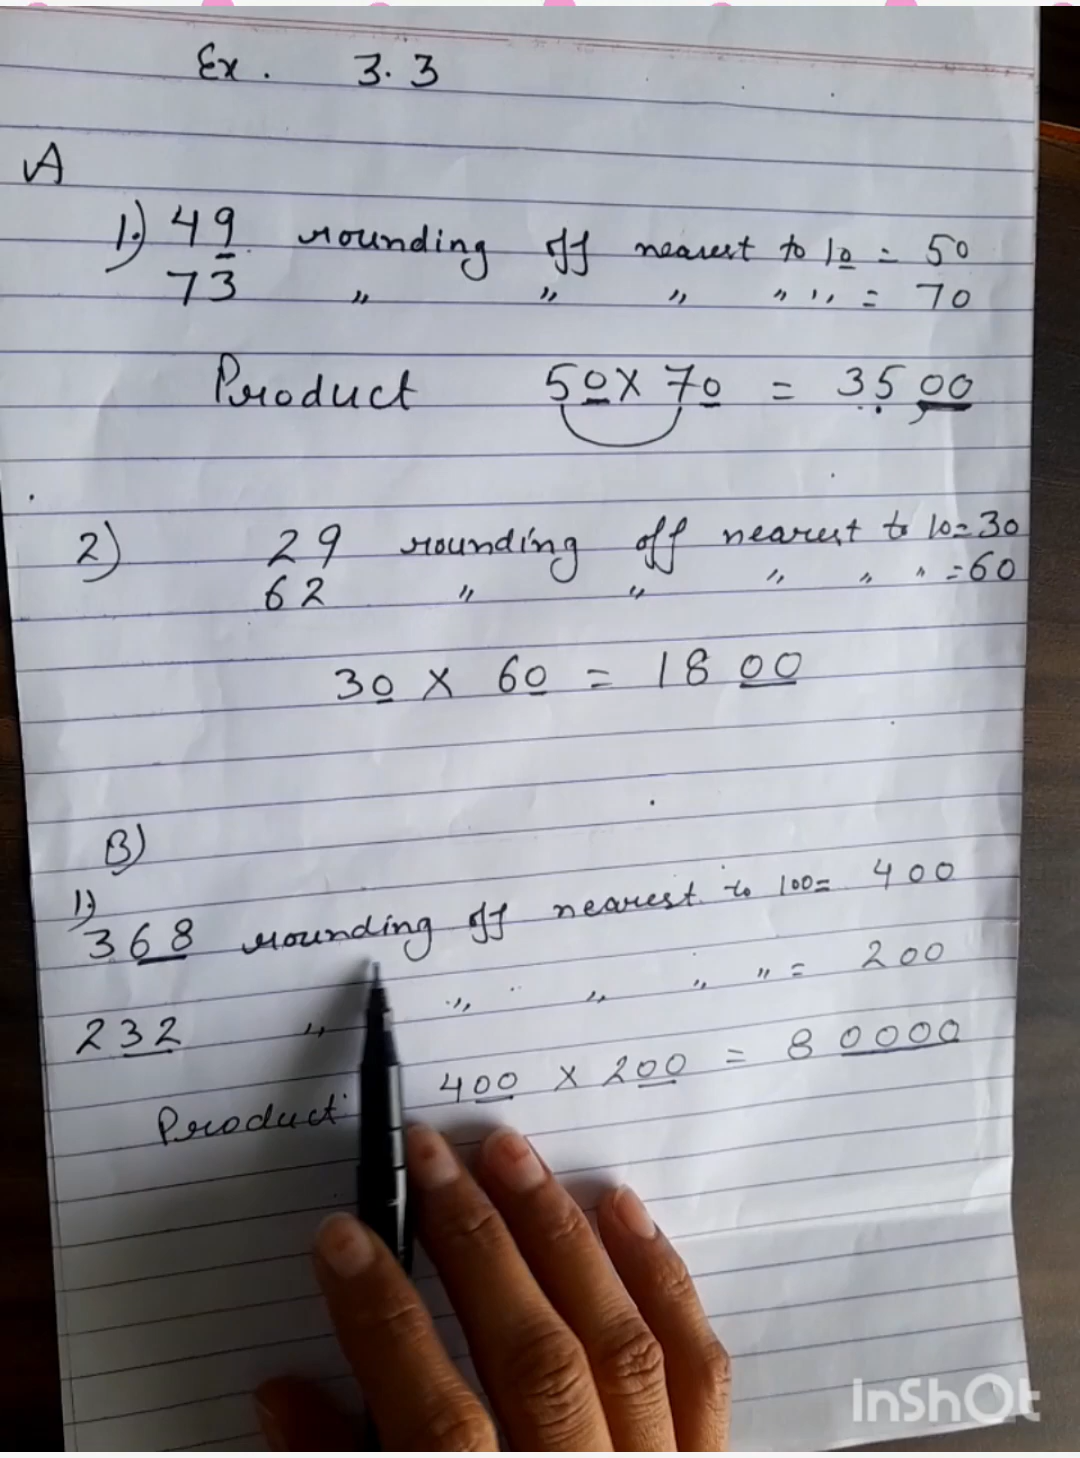 Ex. 3.3
A
1.) 49 rounding off nearest to 10 = 50
73 " " " " " = 70
Product 50 x 70 = 3500
2) 29 rounding off nearest to 10 = 30
62 " " " " " = 60
30 x 60 = 1800
B)
1)
368 rounding off nearest to 100 = 400
232 " " " " " = 200
Product 400 x 200 = 80000
InShOt